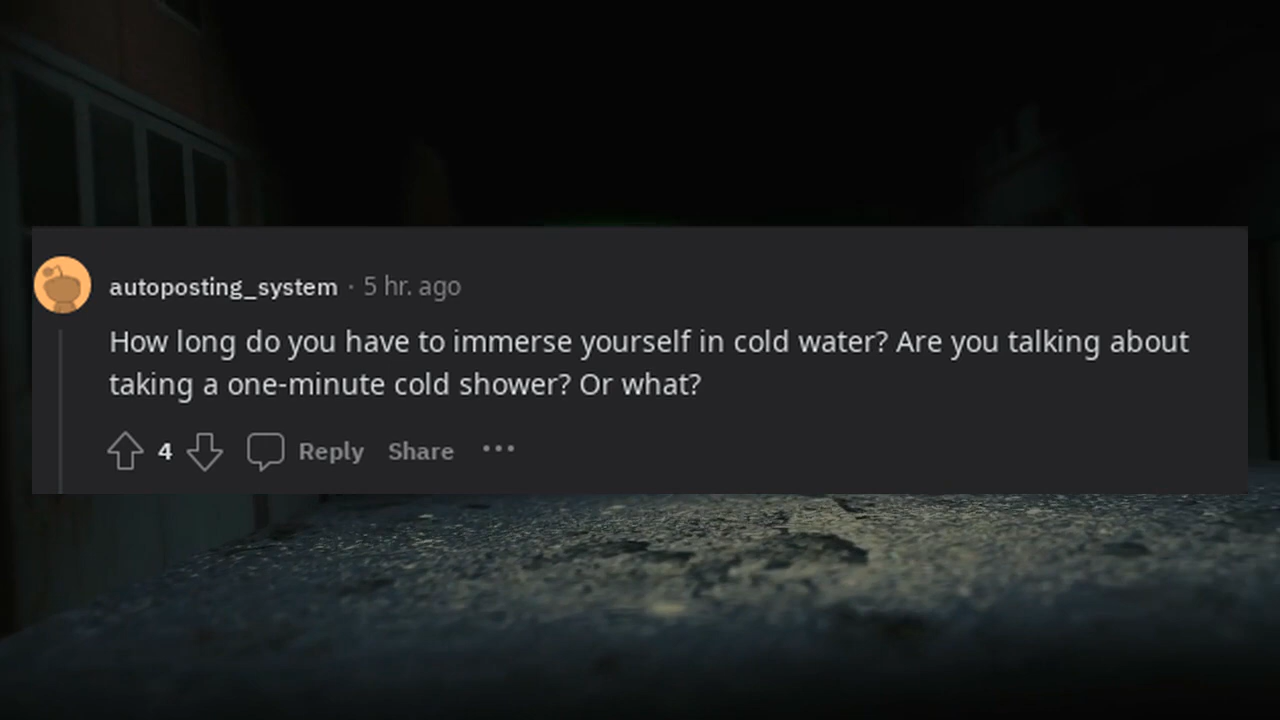 autoposting_system · 5 hr. ago
How long do you have to immerse yourself in cold water? Are you talking about
taking a one-minute cold shower? Or what?
4 Reply Share ···